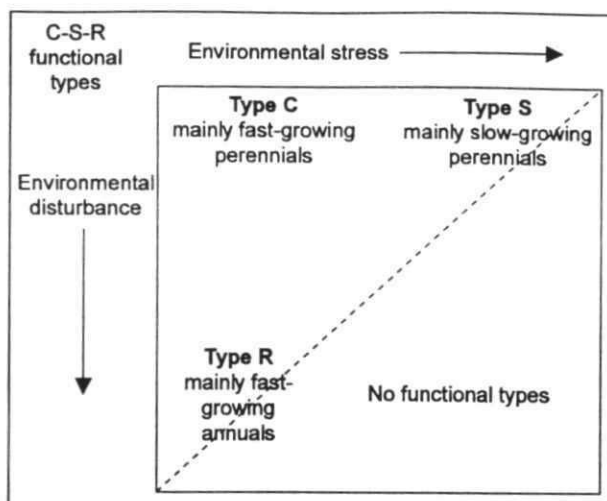 C-S-R
functional
types
Environmental stress
Environmental
disturbance
Type C
mainly fast-growing
perennials
Type S
mainly slow-growing
perennials
Type R
mainly fast-
growing
annuals
No functional types